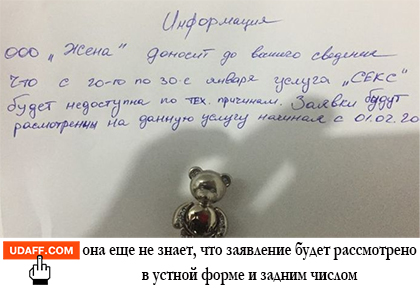 Информация
ООО „Жена" доносит до вашего сведение
Что с 20-го по 30-е января услуга „СЕКС"
будет недоступна по тех. причинам. Заявки будут
расмотренны на данную услугу начиная с 01.02.20
UDAFF.COM
она еще не знает, что заявление будет рассмотрено
в устной форме и задним числом